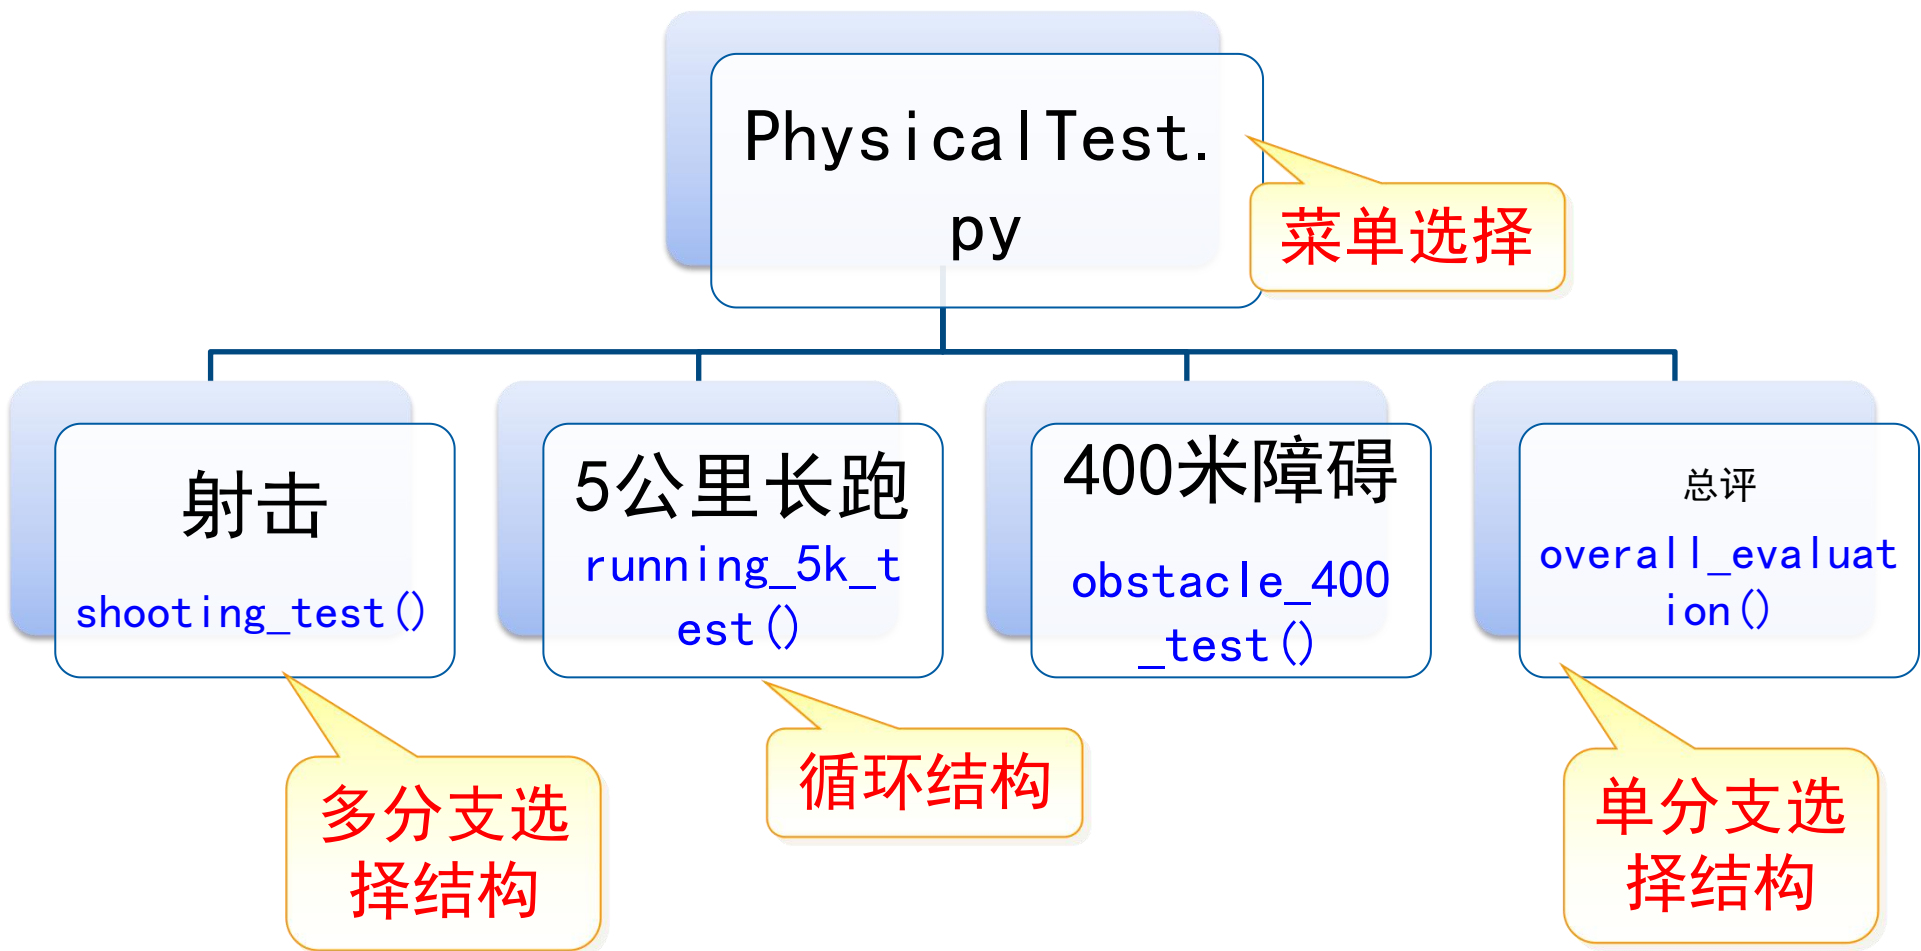 PhysicalTest.
py
菜单选择
射击
shooting_test()
5公里长跑
running_5k_t
est()
400米障碍
obstacle_400
_test()
总评
overall_evaluat
ion()
多分支选
择结构
循环结构
单分支选
择结构